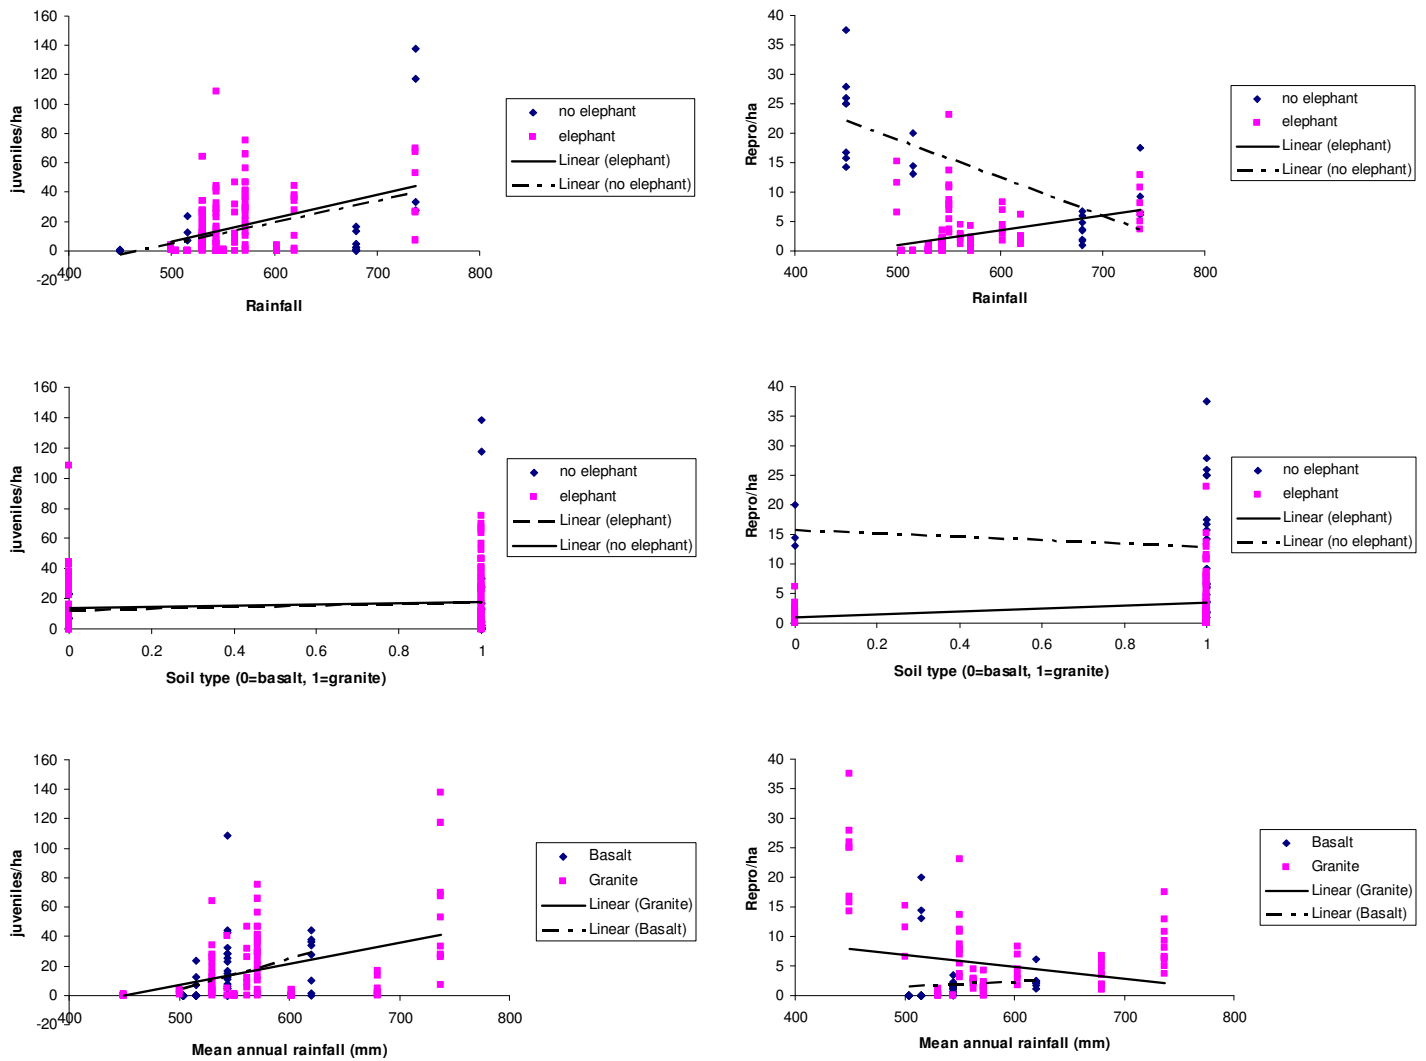 160
140
120
100
80
60
40
20
0
-20
400
500
600
700
800
juveniles/ha
Rainfall
no elephant
elephant
Linear (elephant)
Linear (no elephant)
40
35
30
25
20
15
10
5
0
400
500
600
700
800
Repro/ha
Rainfall
no elephant
elephant
Linear (elephant)
Linear (no elephant)
160
140
120
100
80
60
40
20
0
0
0.2
0.4
0.6
0.8
1
juveniles/ha
Soil type (0=basalt, 1=granite)
no elephant
elephant
Linear (elephant)
Linear (no elephant)
40
35
30
25
20
15
10
5
0
0
0.2
0.4
0.6
0.8
1
Repro/ha
Soil type (0=basalt, 1=granite)
no elephant
elephant
Linear (elephant)
Linear (no elephant)
160
140
120
100
80
60
40
20
0
-20
400
500
600
700
800
juveniles/ha
Mean annual rainfall (mm)
Basalt
Granite
Linear (Granite)
Linear (Basalt)
40
35
30
25
20
15
10
5
0
400
500
600
700
800
Repro/ha
Mean annual rainfall (mm)
Basalt
Granite
Linear (Granite)
Linear (Basalt)